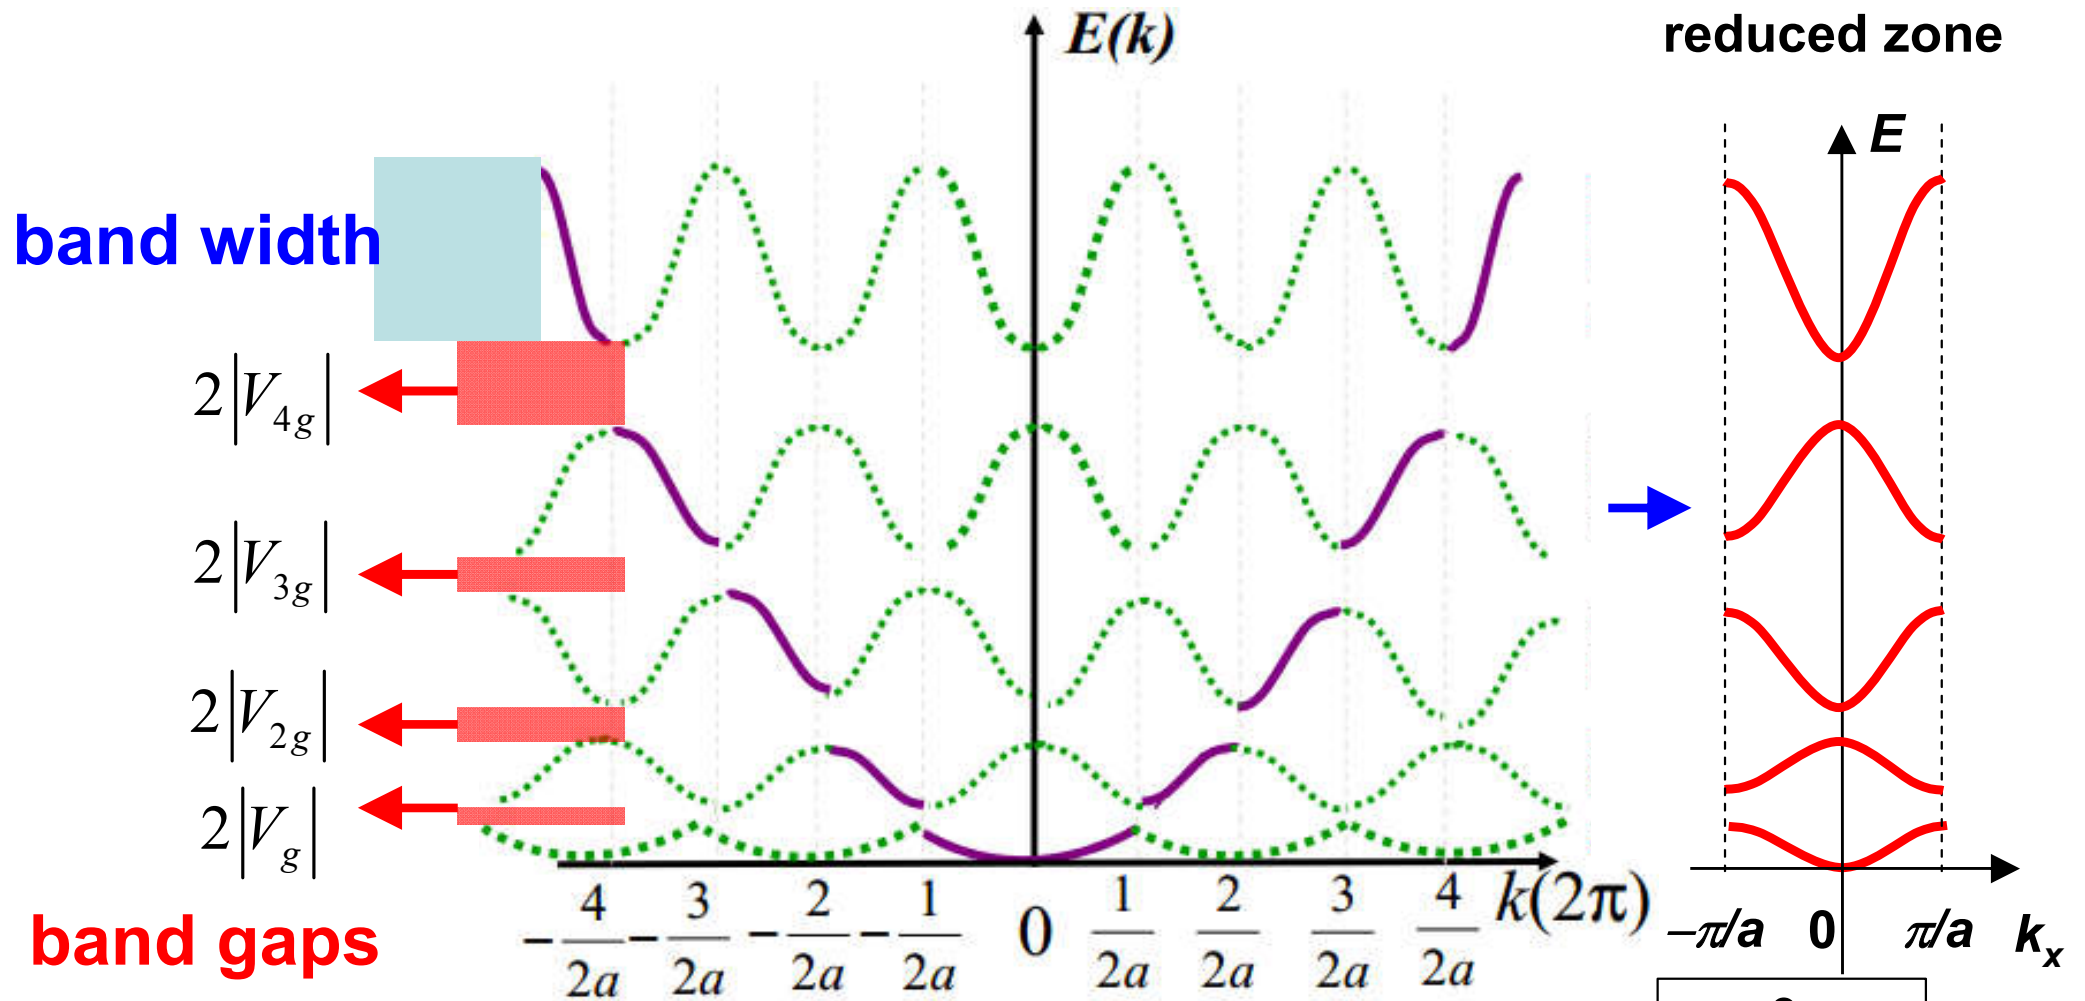 E(k)
reduced zone
E
band width
2|V4g|
2|V3g|
2|V2g|
2|Vg|
band gaps
-4/2a -3/2a -2/2a -1/2a 0 1/2a 2/2a 3/2a 4/2a k(2π)
–π/a 0 π/a kx